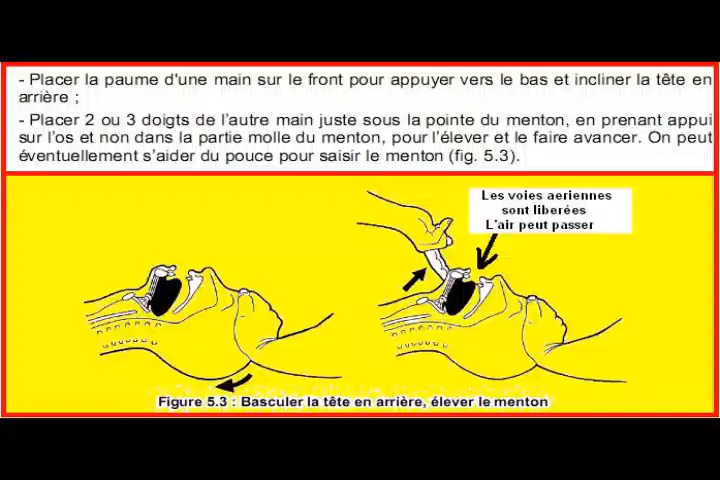 - Placer la paume d'une main sur le front pour appuyer vers le bas et incliner la tête en
arrière ;
- Placer 2 ou 3 doigts de l'autre main juste sous la pointe du menton, en prenant appui
sur l'os et non dans la partie molle du menton, pour l'élever et le faire avancer. On peut
éventuellement s'aider du pouce pour saisir le menton (fig. 5.3).
Les voies aeriennes
sont liberées
L'air peut passer
Figure 5.3 : Basculer la tête en arrière, élever le menton